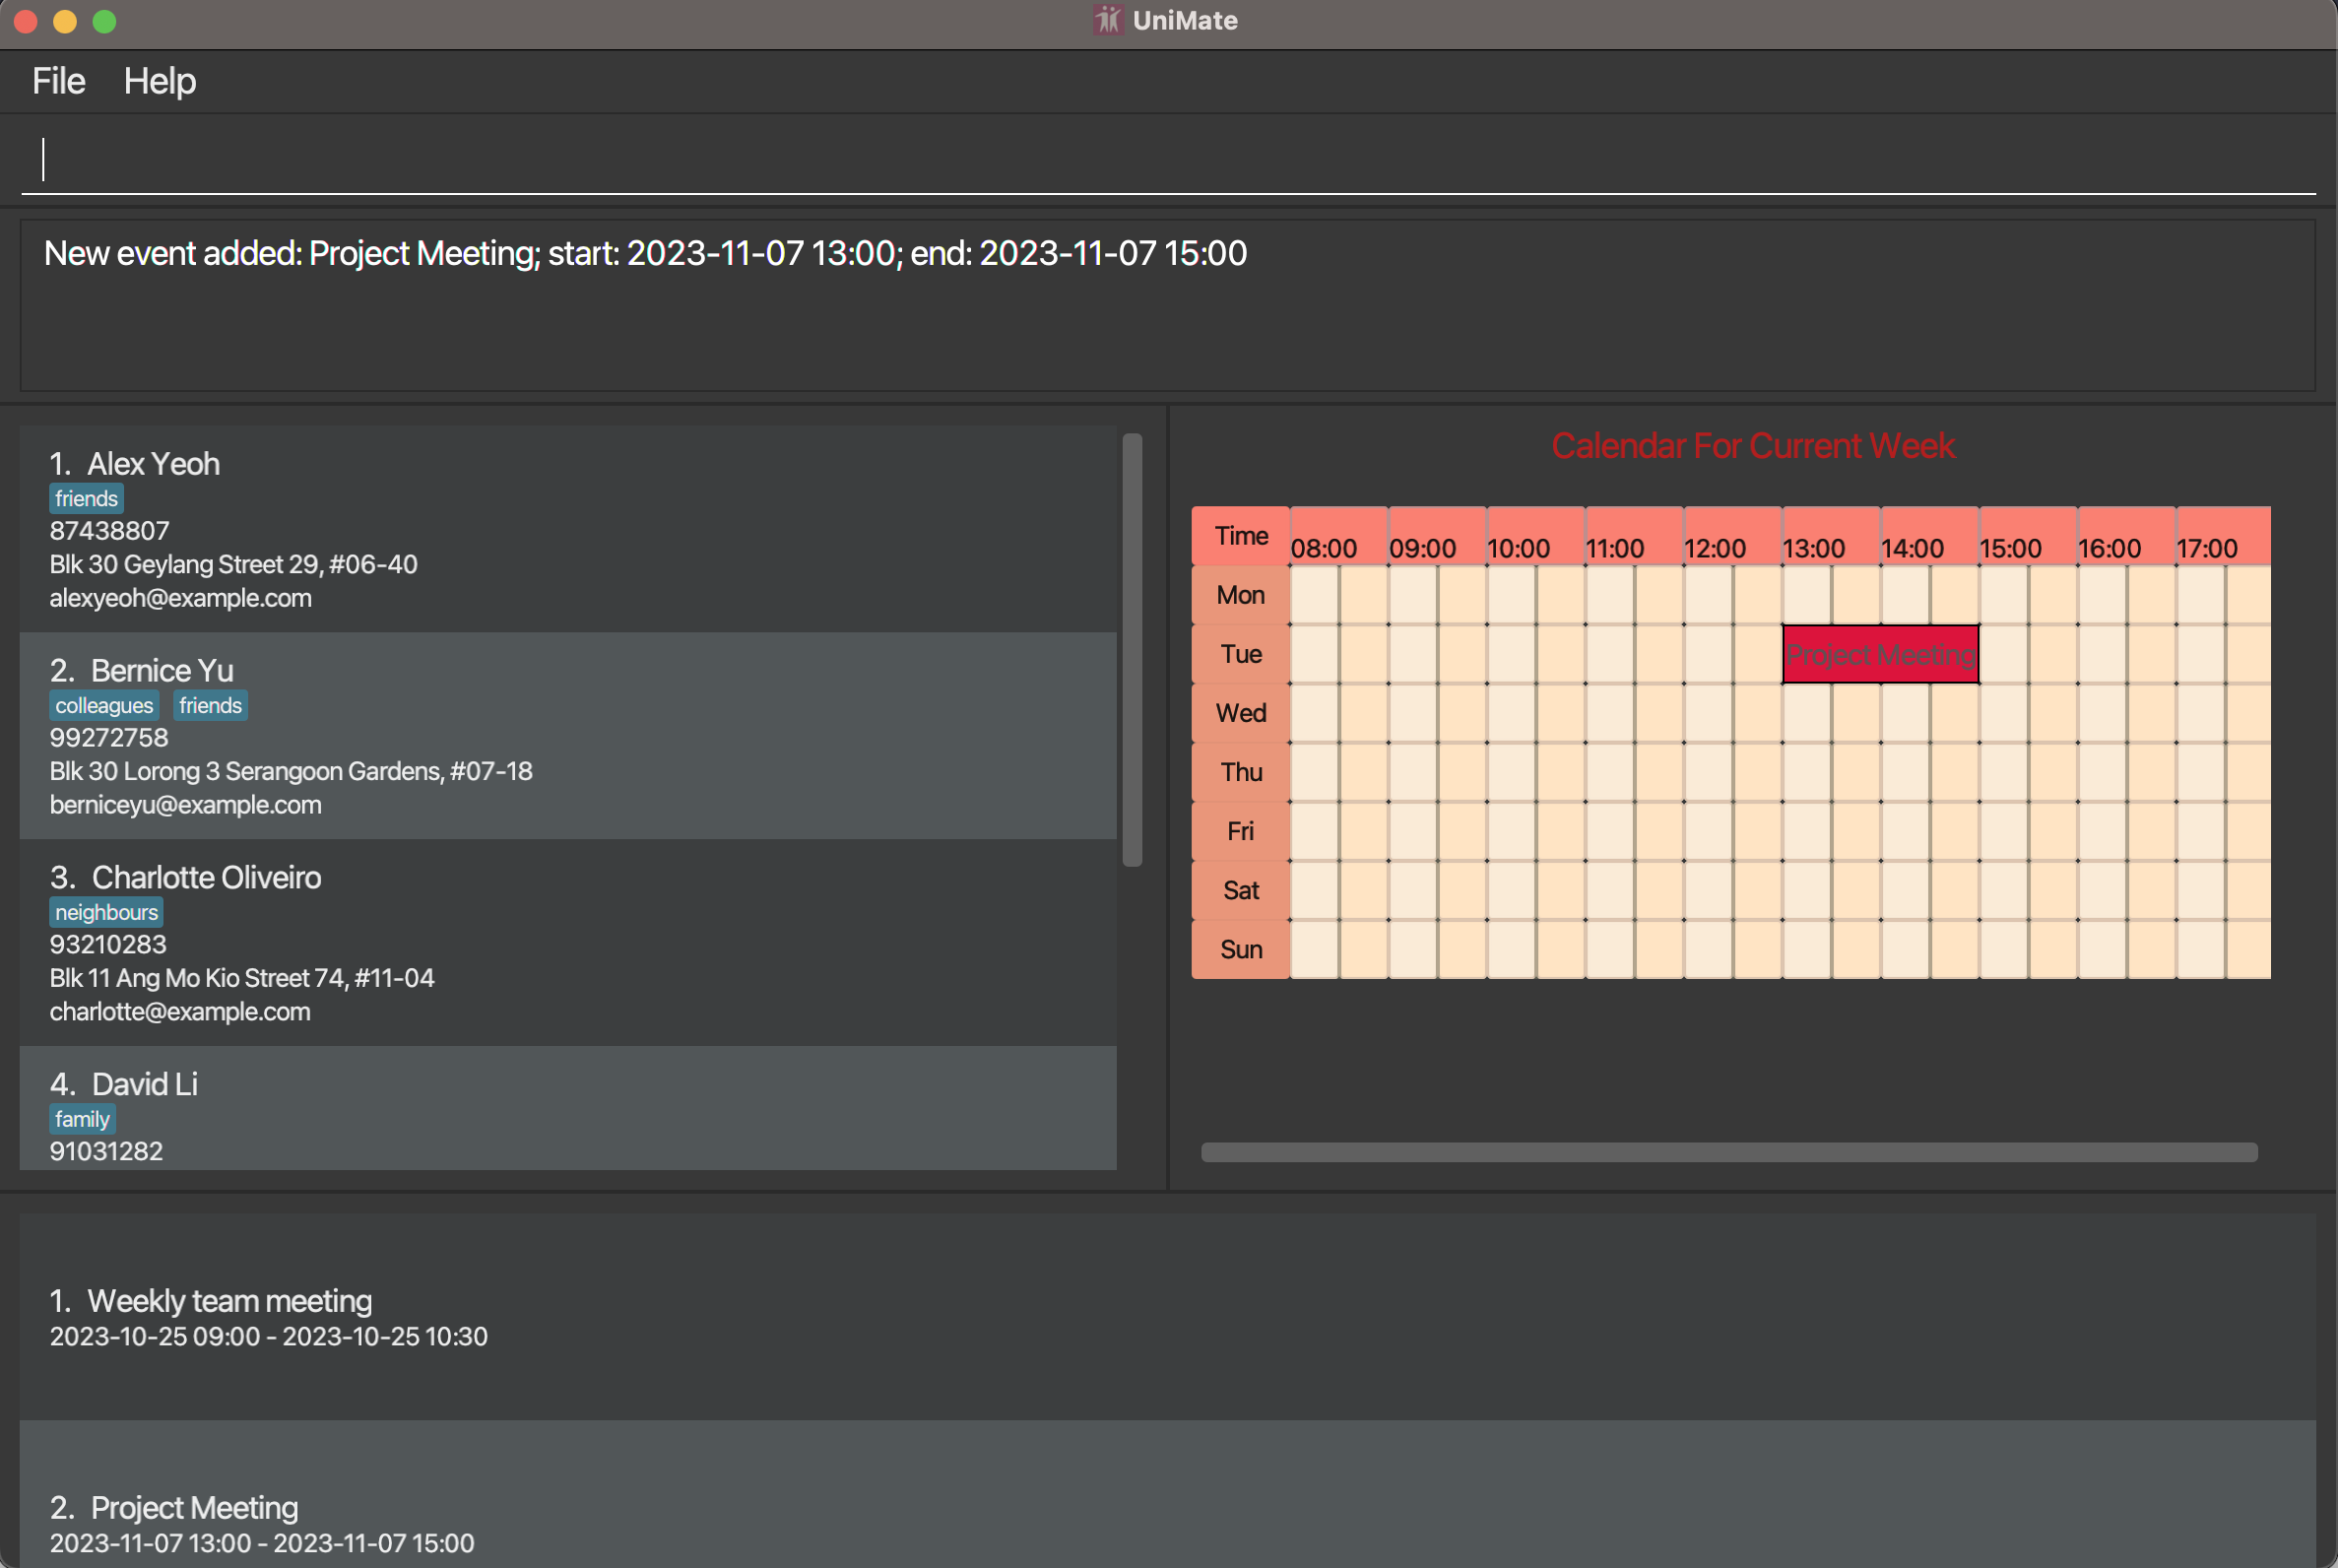 UniMate
File Help
New event added: Project Meeting; start: 2023-11-07 13:00; end: 2023-11-07 15:00
1. Alex Yeoh
friends
87438807
Blk 30 Geylang Street 29, #06-40
alexyeoh@example.com
2. Bernice Yu
colleagues friends
99272758
Blk 30 Lorong 3 Serangoon Gardens, #07-18
berniceyu@example.com
3. Charlotte Oliveiro
neighbours
93210283
Blk 11 Ang Mo Kio Street 74, #11-04
charlotte@example.com
4. David Li
family
91031282
Calendar For Current Week
Time 08:00 09:00 10:00 11:00 12:00 13:00 14:00 15:00 16:00 17:00
Mon
Tue Project Meeting
Wed
Thu
Fri
Sat
Sun
1. Weekly team meeting
2023-10-25 09:00 - 2023-10-25 10:30
2. Project Meeting
2023-11-07 13:00 - 2023-11-07 15:00